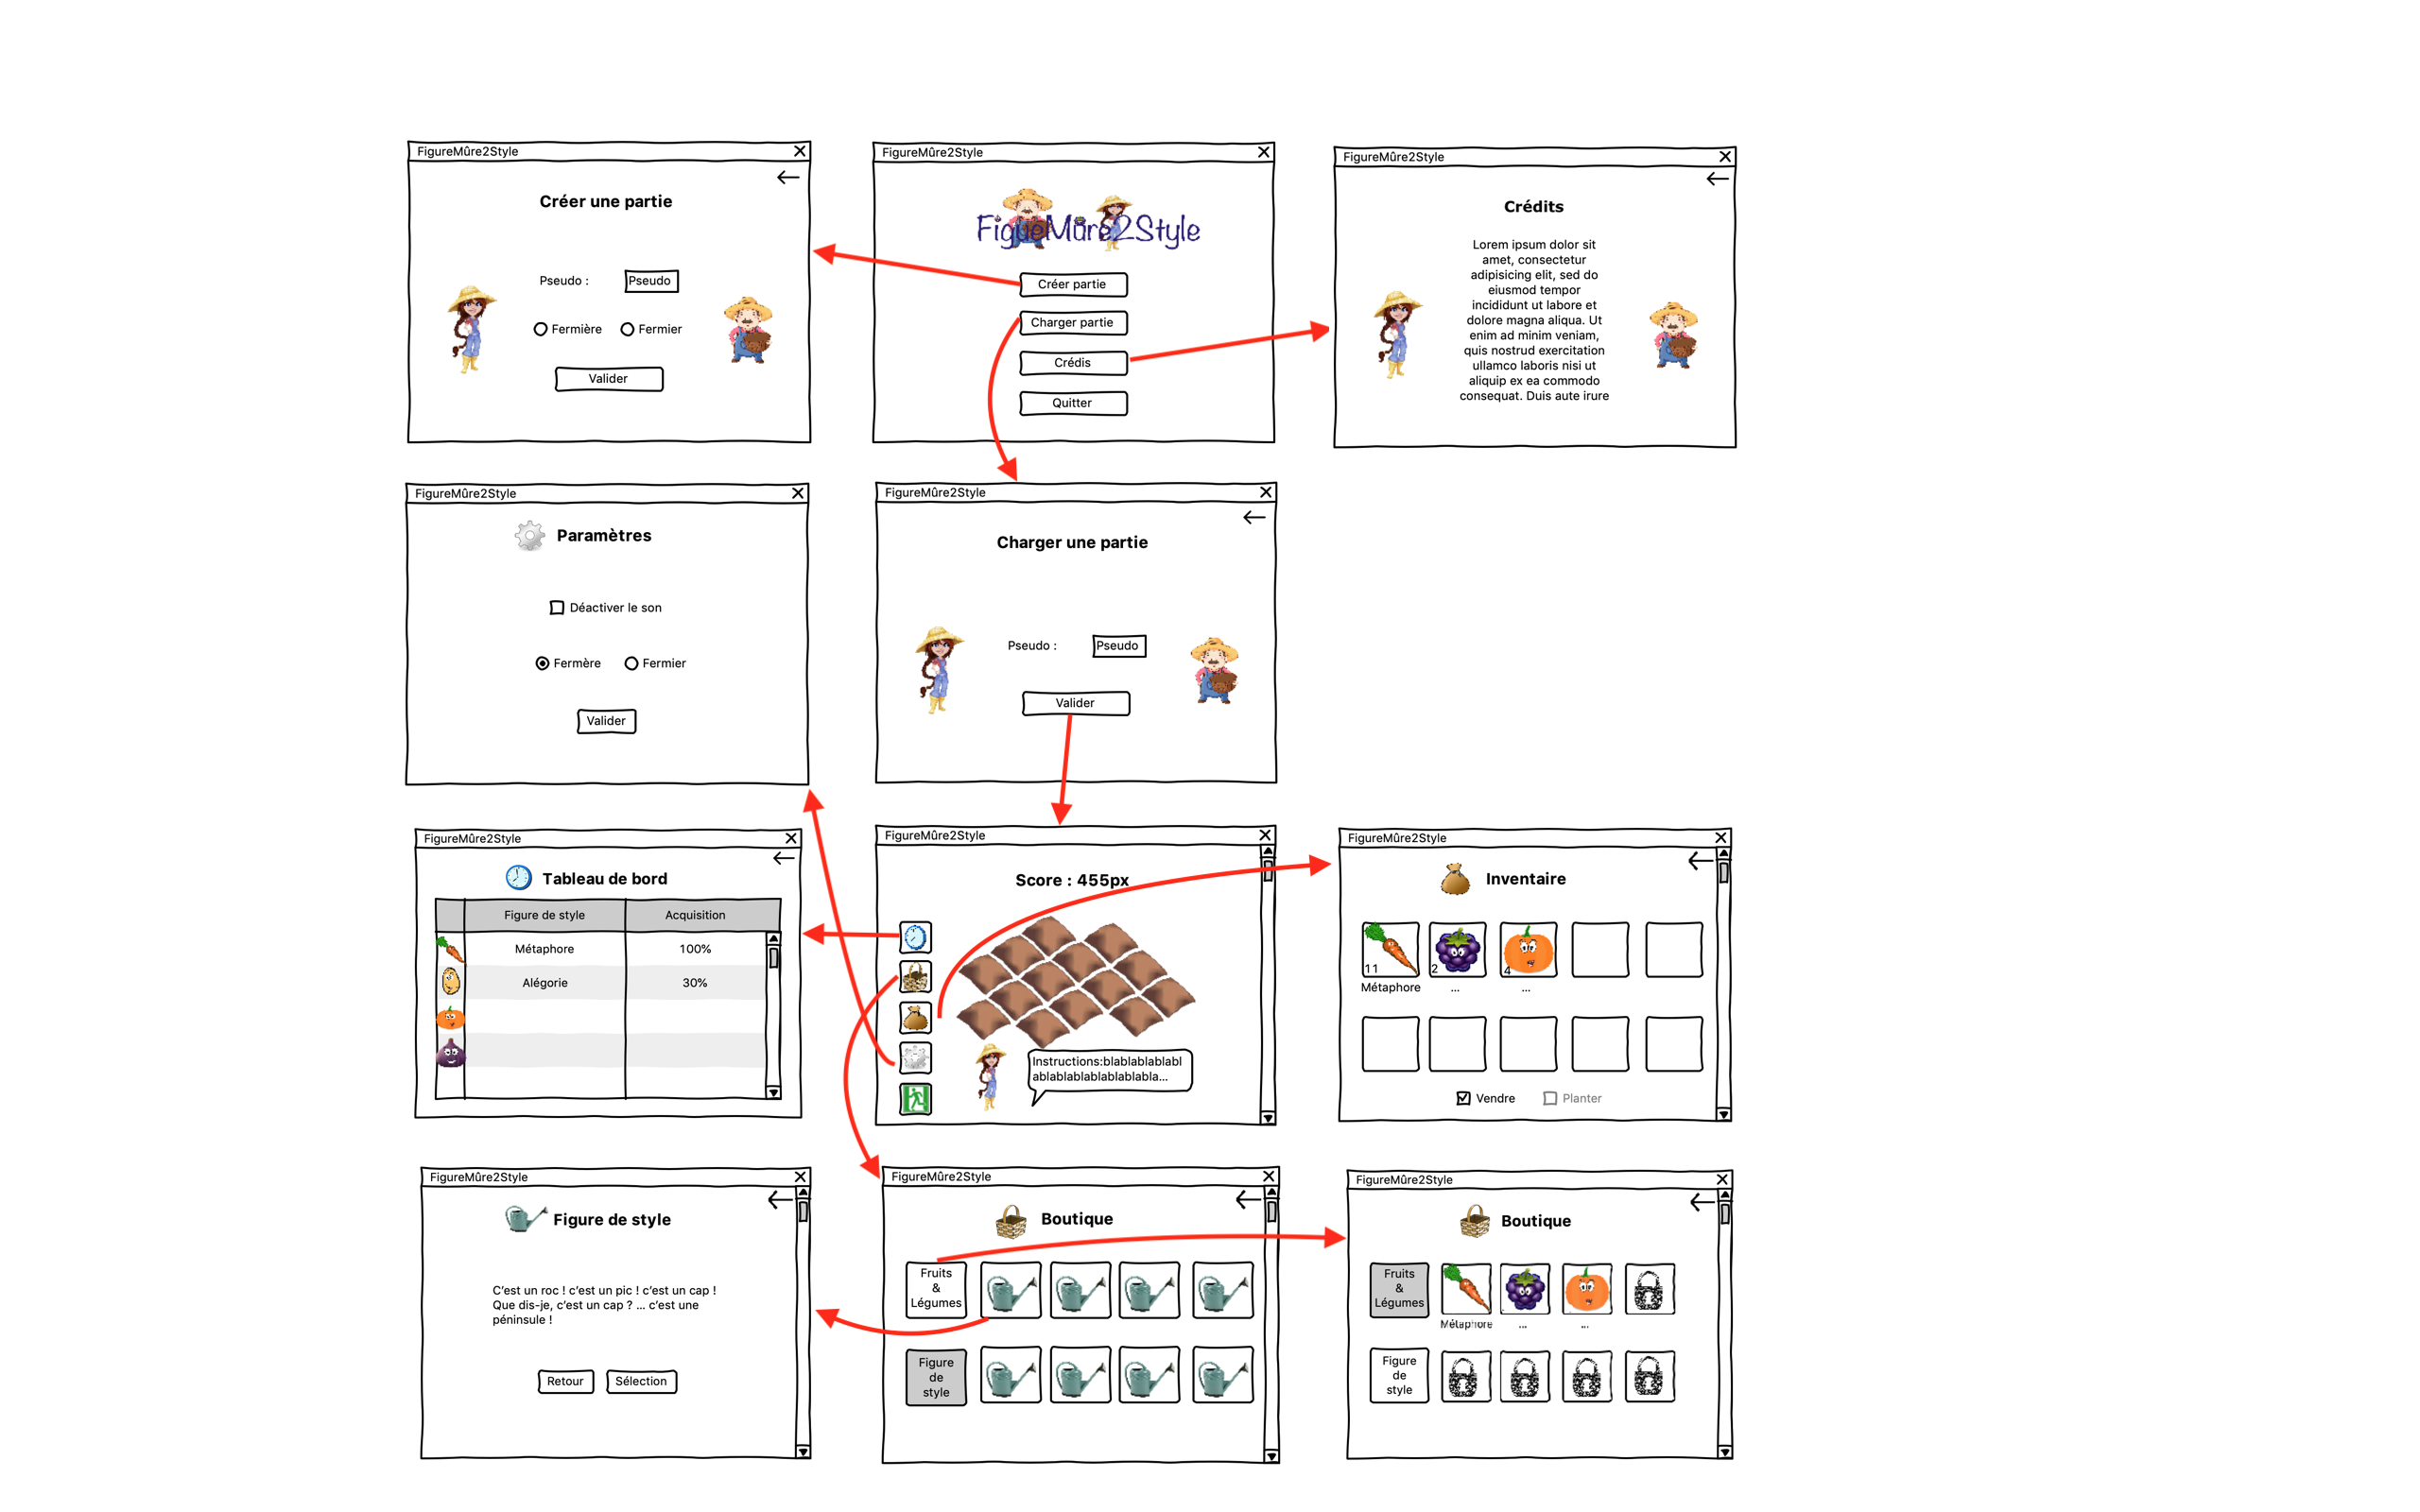 FigureMûre2Style
Créer une partie
Pseudo :
Pseudo
Fermière
Fermier
Valider
FigureMûre2Style
FigueMûre2Style
Créer partie
Charger partie
Crédis
Quitter
FigureMûre2Style
Crédits
Lorem ipsum dolor sit
amet, consectetur
adipisicing elit, sed do
eiusmod tempor
incididunt ut labore et
dolore magna aliqua. Ut
enim ad minim veniam,
quis nostrud exercitation
ullamco laboris nisi ut
aliquip ex ea commodo
consequat. Duis aute irure
FigureMûre2Style
Paramètres
Déactiver le son
Fermère
Fermier
Valider
FigureMûre2Style
Charger une partie
Pseudo :
Pseudo
Valider
FigureMûre2Style
Tableau de bord
Figure de style
Acquisition
Métaphore
100%
Alégorie
30%
FigureMûre2Style
Score : 455px
Instructions:blablablablabl
ablablablablablablabla...
FigureMûre2Style
Inventaire
11
2
4
Métaphore
...
...
Vendre
Planter
FigureMûre2Style
Figure de style
C'est un roc ! c'est un pic ! c'est un cap !
Que dis-je, c'est un cap ? ... c'est une
péninsule !
Retour
Sélection
FigureMûre2Style
Boutique
Fruits
&
Légumes
Figure
de
style
FigureMûre2Style
Boutique
Fruits
&
Légumes
Métaphore
...
...
Figure
de
style